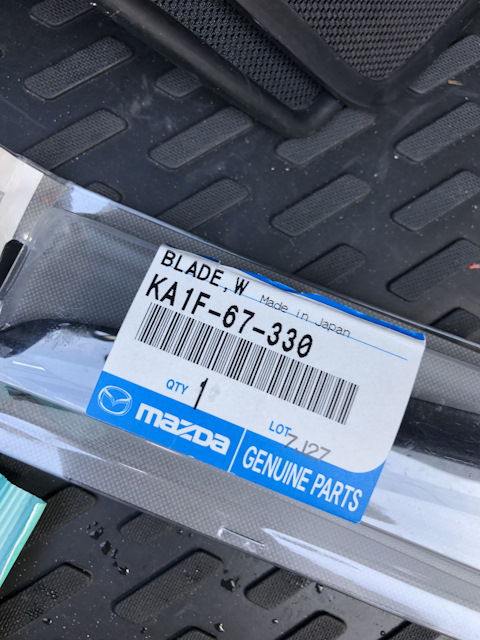 BLADE, W
Made in Japan
KA1F-67-330
QTY 1
LOT 7J27
mazda
GENUINE PARTS